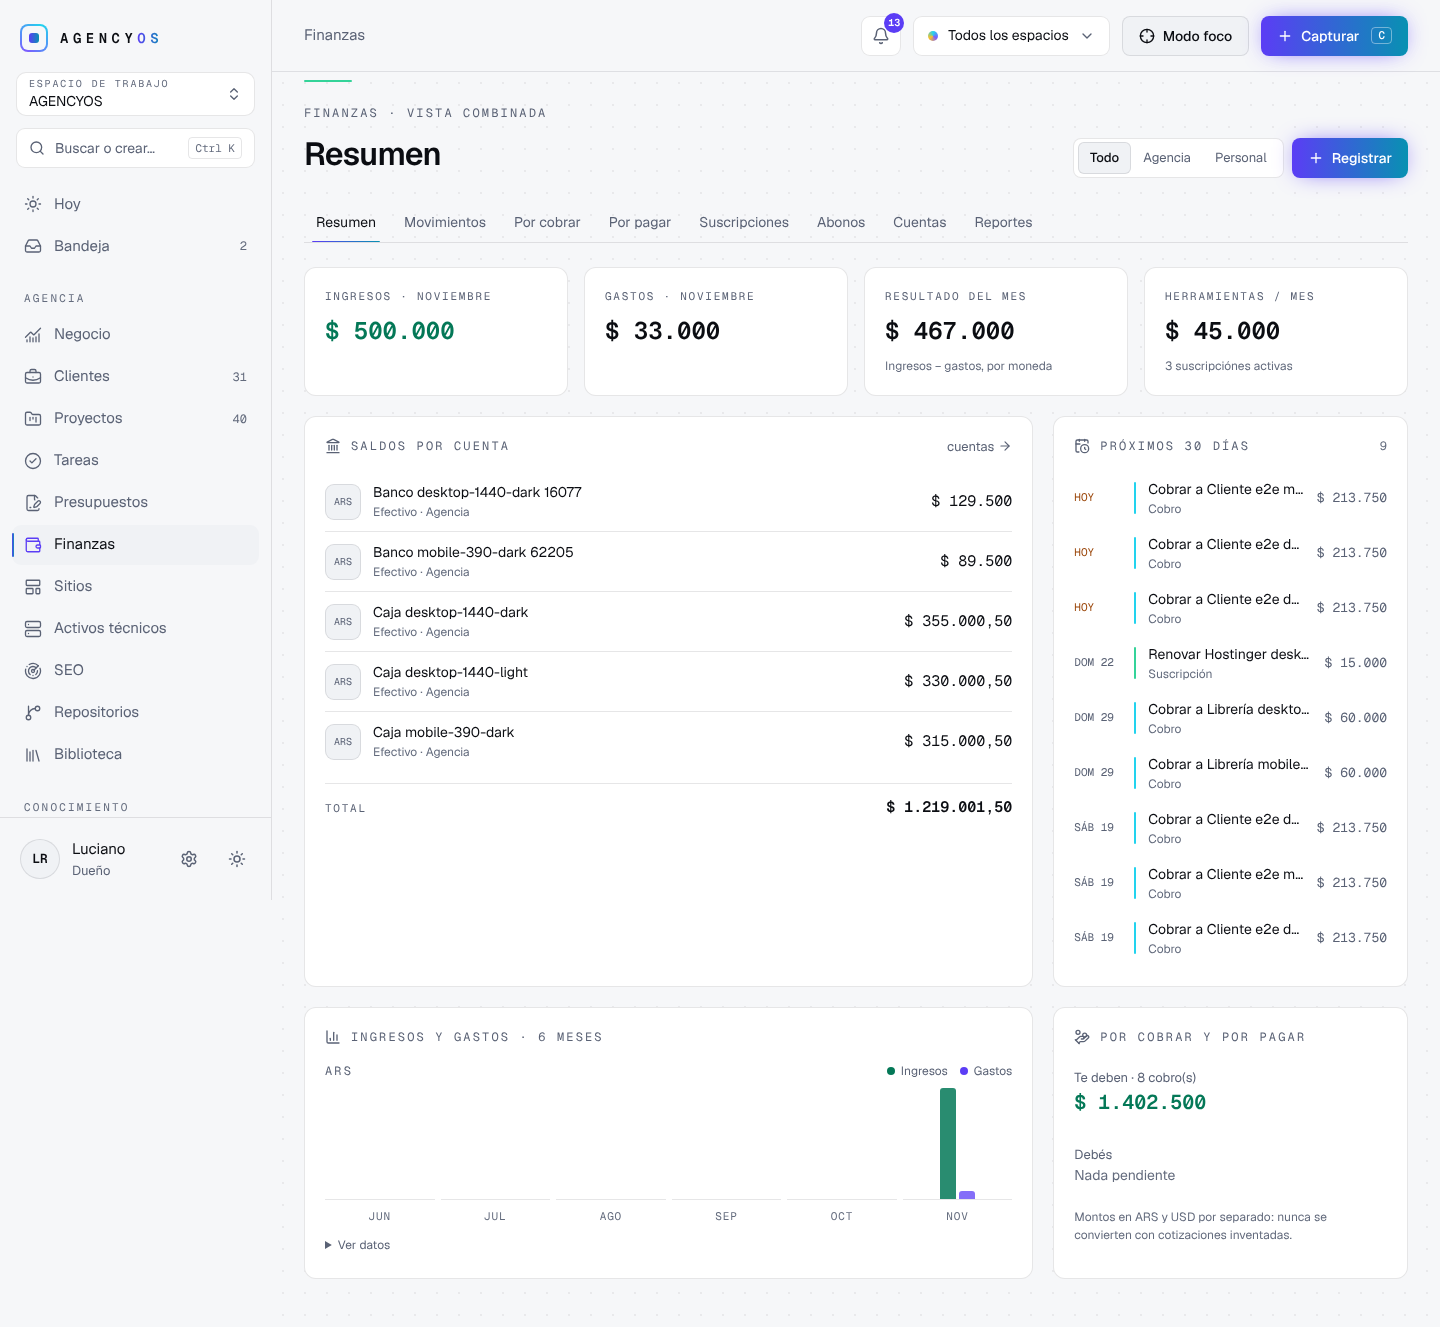 AGENCYOS
ESPACIO DE TRABAJO
AGENCYOS
Buscar o crear...
Ctrl K
Hoy
Bandeja 2
AGENCIA
Negocio
Clientes 31
Proyectos 40
Tareas
Presupuestos
Finanzas
Sitios
Activos técnicos
SEO
Repositorios
Biblioteca
CONOCIMIENTO
LR
Luciano
Dueño
Finanzas
13
Todos los espacios
Modo foco
Capturar C
FINANZAS · VISTA COMBINADA
Resumen
Todo Agencia Personal
Registrar
Resumen Movimientos Por cobrar Por pagar Suscripciones Abonos Cuentas Reportes
INGRESOS · NOVIEMBRE
$ 500.000
GASTOS · NOVIEMBRE
$ 33.000
RESULTADO DEL MES
$ 467.000
Ingresos – gastos, por moneda
HERRAMIENTAS / MES
$ 45.000
3 suscripciónes activas
SALDOS POR CUENTA
cuentas →
ARS Banco desktop-1440-dark 16077 $ 129.500
Efectivo · Agencia
ARS Banco mobile-390-dark 62205 $ 89.500
Efectivo · Agencia
ARS Caja desktop-1440-dark $ 355.000,50
Efectivo · Agencia
ARS Caja desktop-1440-light $ 330.000,50
Efectivo · Agencia
ARS Caja mobile-390-dark $ 315.000,50
Efectivo · Agencia
TOTAL $ 1.219.001,50
PRÓXIMOS 30 DÍAS 9
HOY Cobrar a Cliente e2e m... $ 213.750
Cobro
HOY Cobrar a Cliente e2e d... $ 213.750
Cobro
HOY Cobrar a Cliente e2e d... $ 213.750
Cobro
DOM 22 Renovar Hostinger desk... $ 15.000
Suscripción
DOM 29 Cobrar a Librería deskto... $ 60.000
Cobro
DOM 29 Cobrar a Librería mobile... $ 60.000
Cobro
SÁB 19 Cobrar a Cliente e2e d... $ 213.750
Cobro
SÁB 19 Cobrar a Cliente e2e m... $ 213.750
Cobro
SÁB 19 Cobrar a Cliente e2e d... $ 213.750
Cobro
INGRESOS Y GASTOS · 6 MESES
ARS
Ingresos Gastos
JUN JUL AGO SEP OCT NOV
Ver datos
POR COBRAR Y POR PAGAR
Te deben · 8 cobro(s)
$ 1.402.500
Debés
Nada pendiente
Montos en ARS y USD por separado: nunca se
convierten con cotizaciones inventadas.